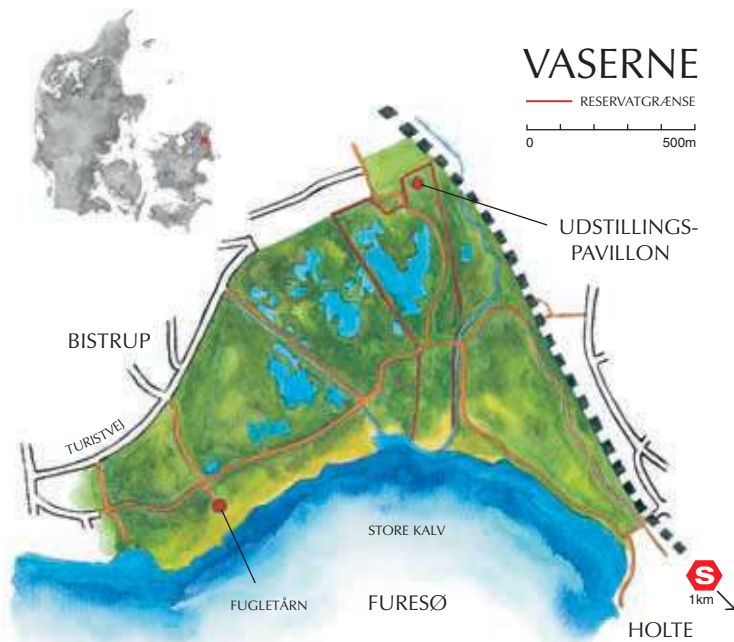 VASERNE
RESERVATGRÆNSE
0 500m
UDSTILLINGS-
PAVILLON
BISTRUP
TURISTVEJ
STORE KALV
FUGLETÅRN
FURESØ
S
1km
HOLTE